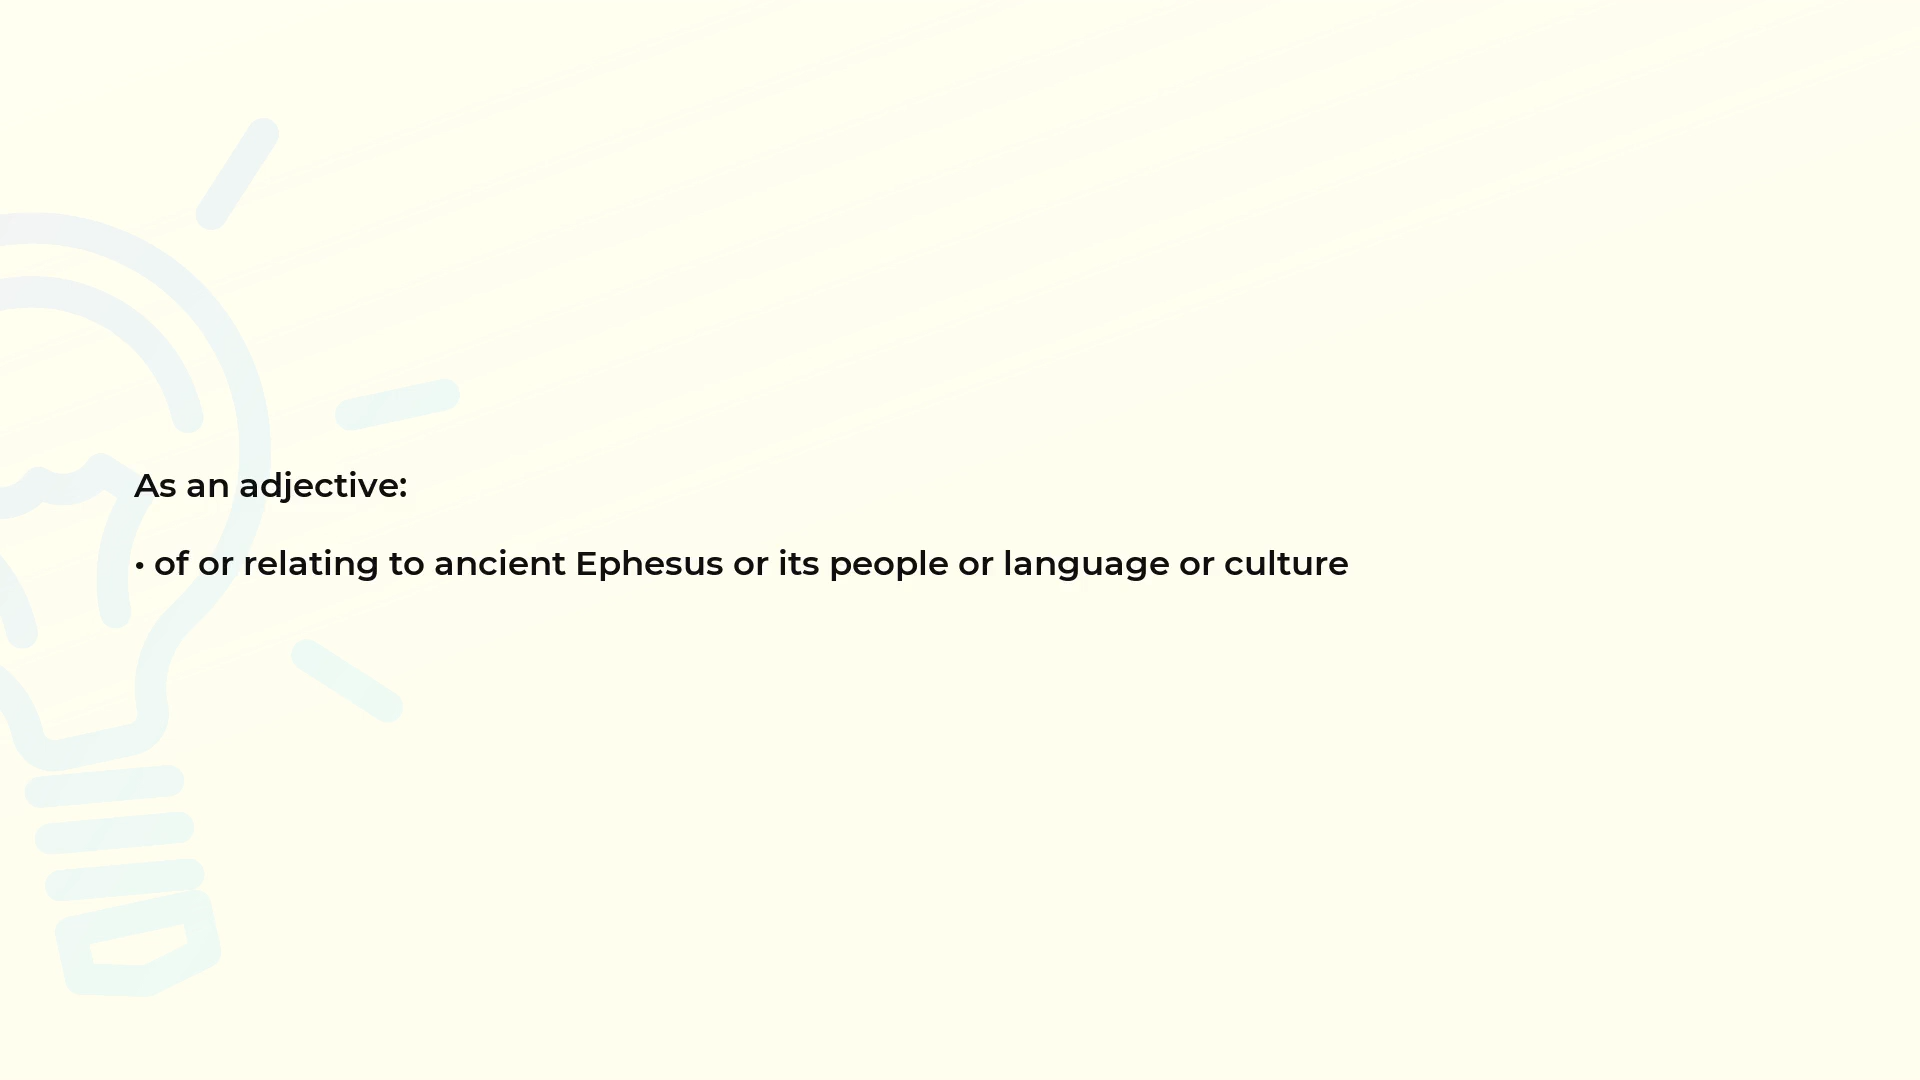 As an adjective:
• of or relating to ancient Ephesus or its people or language or culture